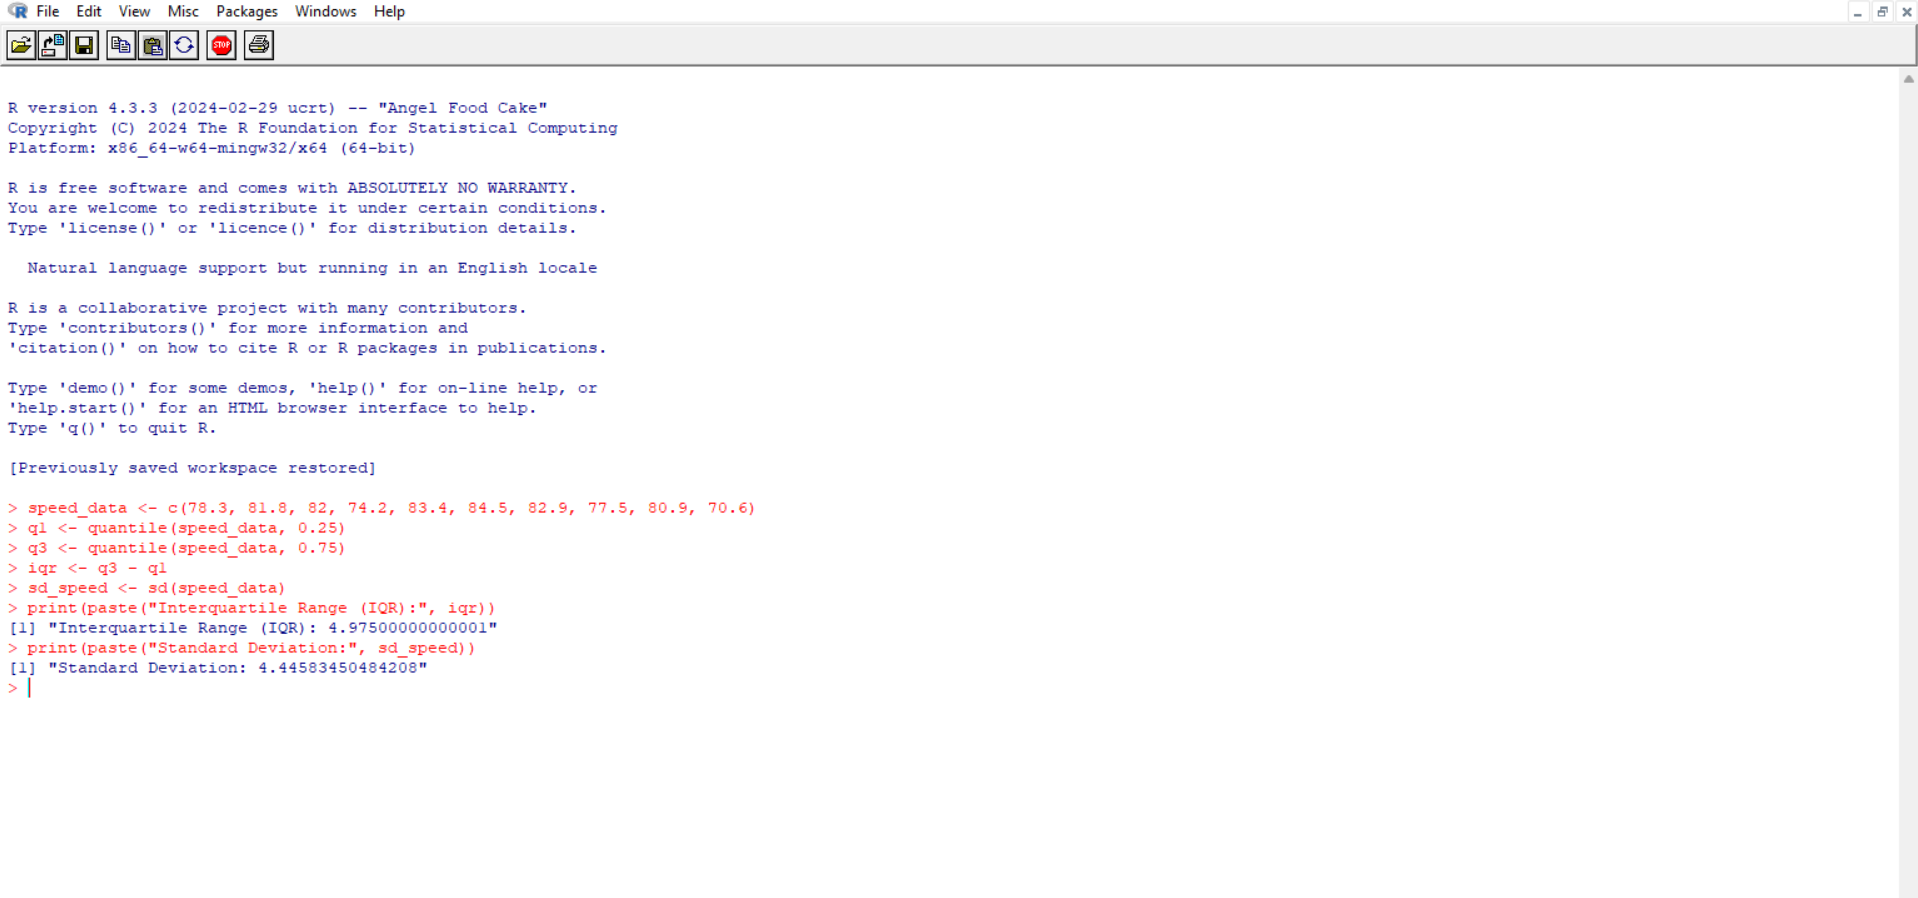 R File Edit View Misc Packages Windows Help
STOP
R version 4.3.3 (2024-02-29 ucrt) -- "Angel Food Cake"
Copyright (C) 2024 The R Foundation for Statistical Computing
Platform: x86_64-w64-mingw32/x64 (64-bit)
R is free software and comes with ABSOLUTELY NO WARRANTY.
You are welcome to redistribute it under certain conditions.
Type 'license()' or 'licence()' for distribution details.
Natural language support but running in an English locale
R is a collaborative project with many contributors.
Type 'contributors()' for more information and
'citation()' on how to cite R or R packages in publications.
Type 'demo()' for some demos, 'help()' for on-line help, or
'help.start()' for an HTML browser interface to help.
Type 'q()' to quit R.
[Previously saved workspace restored]
> speed_data <- c(78.3, 81.8, 82, 74.2, 83.4, 84.5, 82.9, 77.5, 80.9, 70.6)
> q1 <- quantile(speed_data, 0.25)
> q3 <- quantile(speed_data, 0.75)
> iqr <- q3 - q1
> sd_speed <- sd(speed_data)
> print(paste("Interquartile Range (IQR):", iqr))
[1] "Interquartile Range (IQR): 4.97500000000001"
> print(paste("Standard Deviation:", sd_speed))
[1] "Standard Deviation: 4.44583450484208"
>